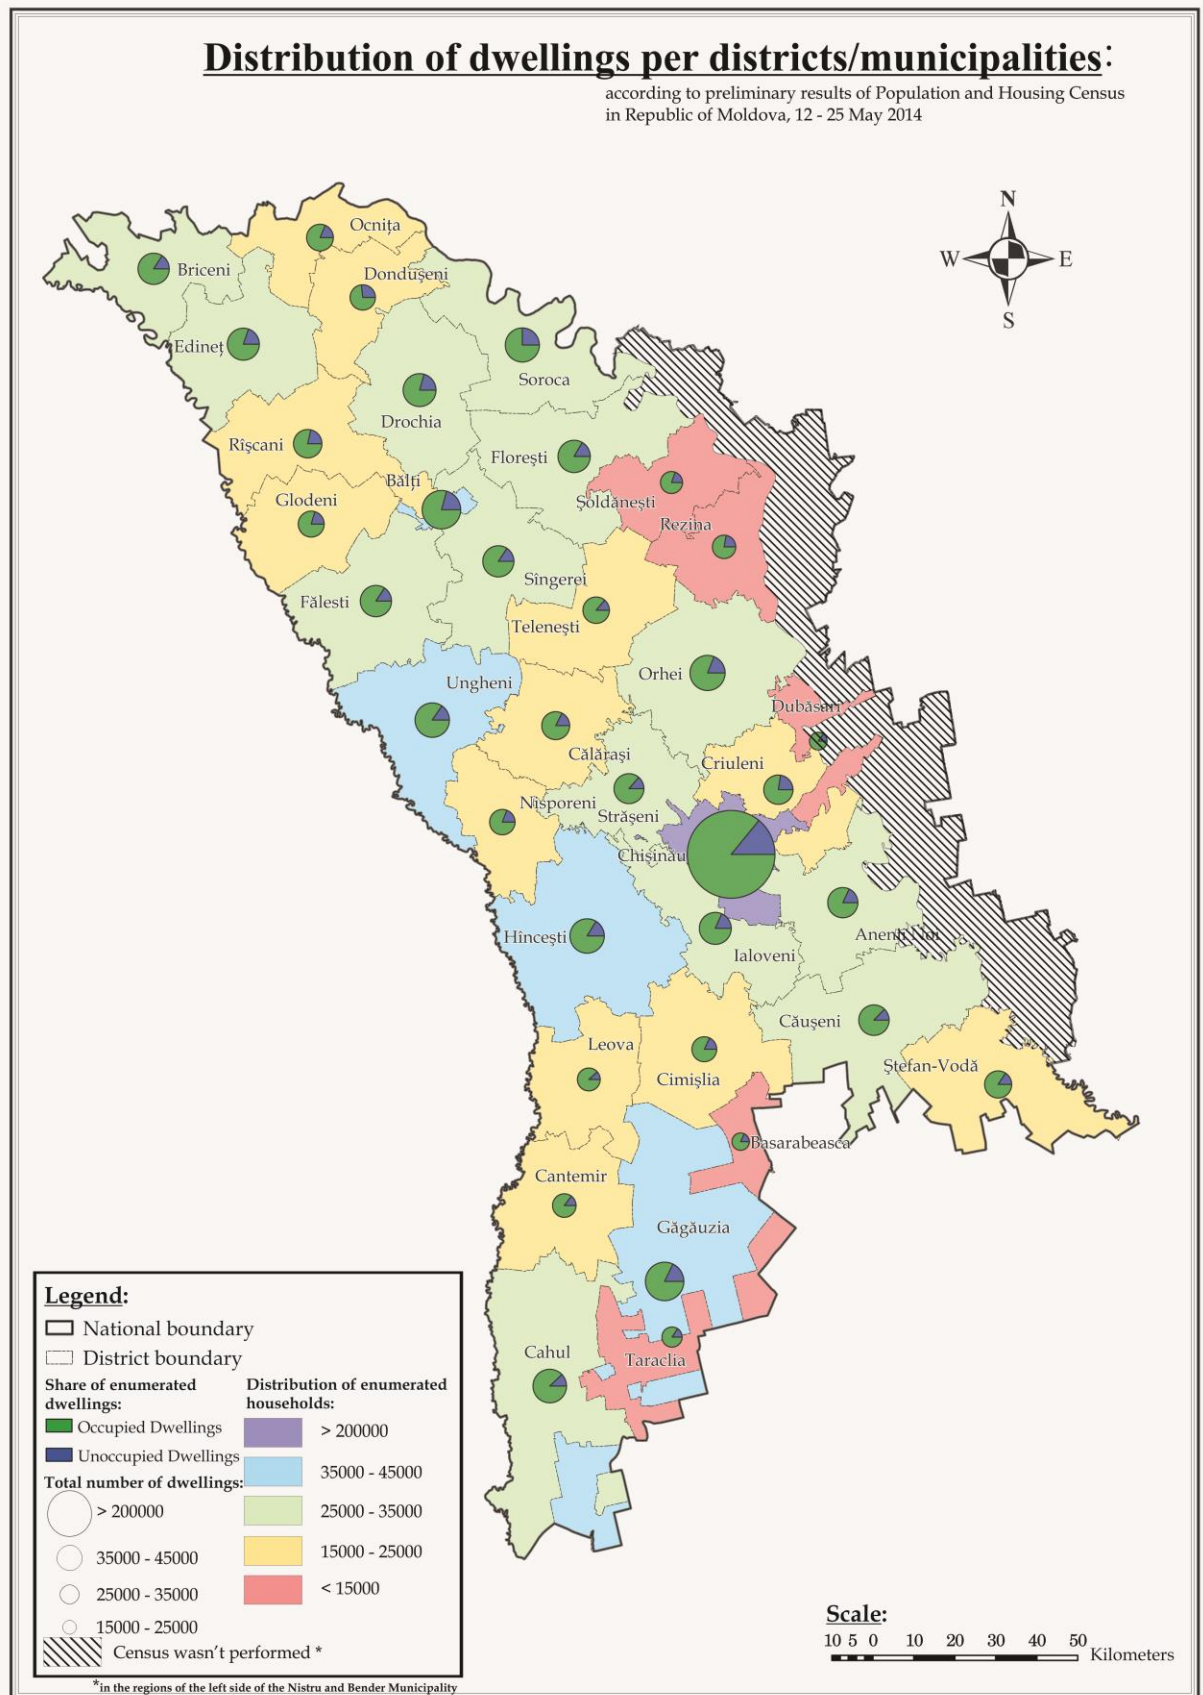 Distribution of dwellings per districts/municipalities:
according to preliminary results of Population and Housing Census
in Republic of Moldova, 12 - 25 May 2014
N
W
E
S
Ocnița
Briceni
Dondușeni
Edineț
Soroca
Drochia
Rîșcani
Florești
Bălți
Glodeni
Șoldănești
Rezina
Sîngerei
Fălesti
Telenești
Orhei
Ungheni
Dubăsari
Călărași
Criuleni
Nisporeni
Strășeni
Chișinău
Hîncești
Anenii Noi
Ialoveni
Căușeni
Leova
Cimișlia
Ștefan-Vodă
Basarabeasca
Cantemir
Găgăuzia
Cahul
Taraclia
Legend:
National boundary
District boundary
Share of enumerated
dwellings:
Occupied Dwellings
Unoccupied Dwellings
Total number of dwellings:
> 200000
35000 - 45000
25000 - 35000
15000 - 25000
Distribution of enumerated
households:
> 200000
35000 - 45000
25000 - 35000
15000 - 25000
< 15000
Census wasn't performed *
*in the regions of the left side of the Nistru and Bender Municipality
Scale:
10 5 0 10 20 30 40 50
Kilometers